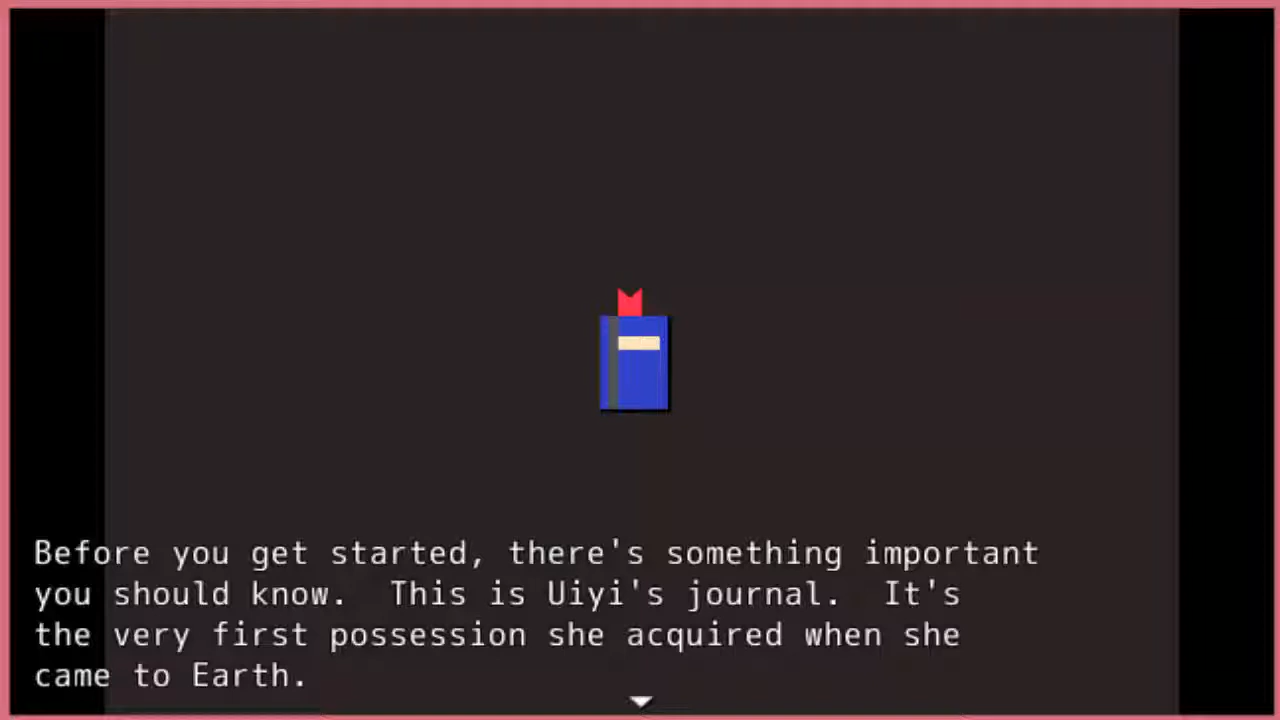 Before you get started, there's something important
you should know.  This is Uiyi's journal.  It's
the very first possession she acquired when she
came to Earth.